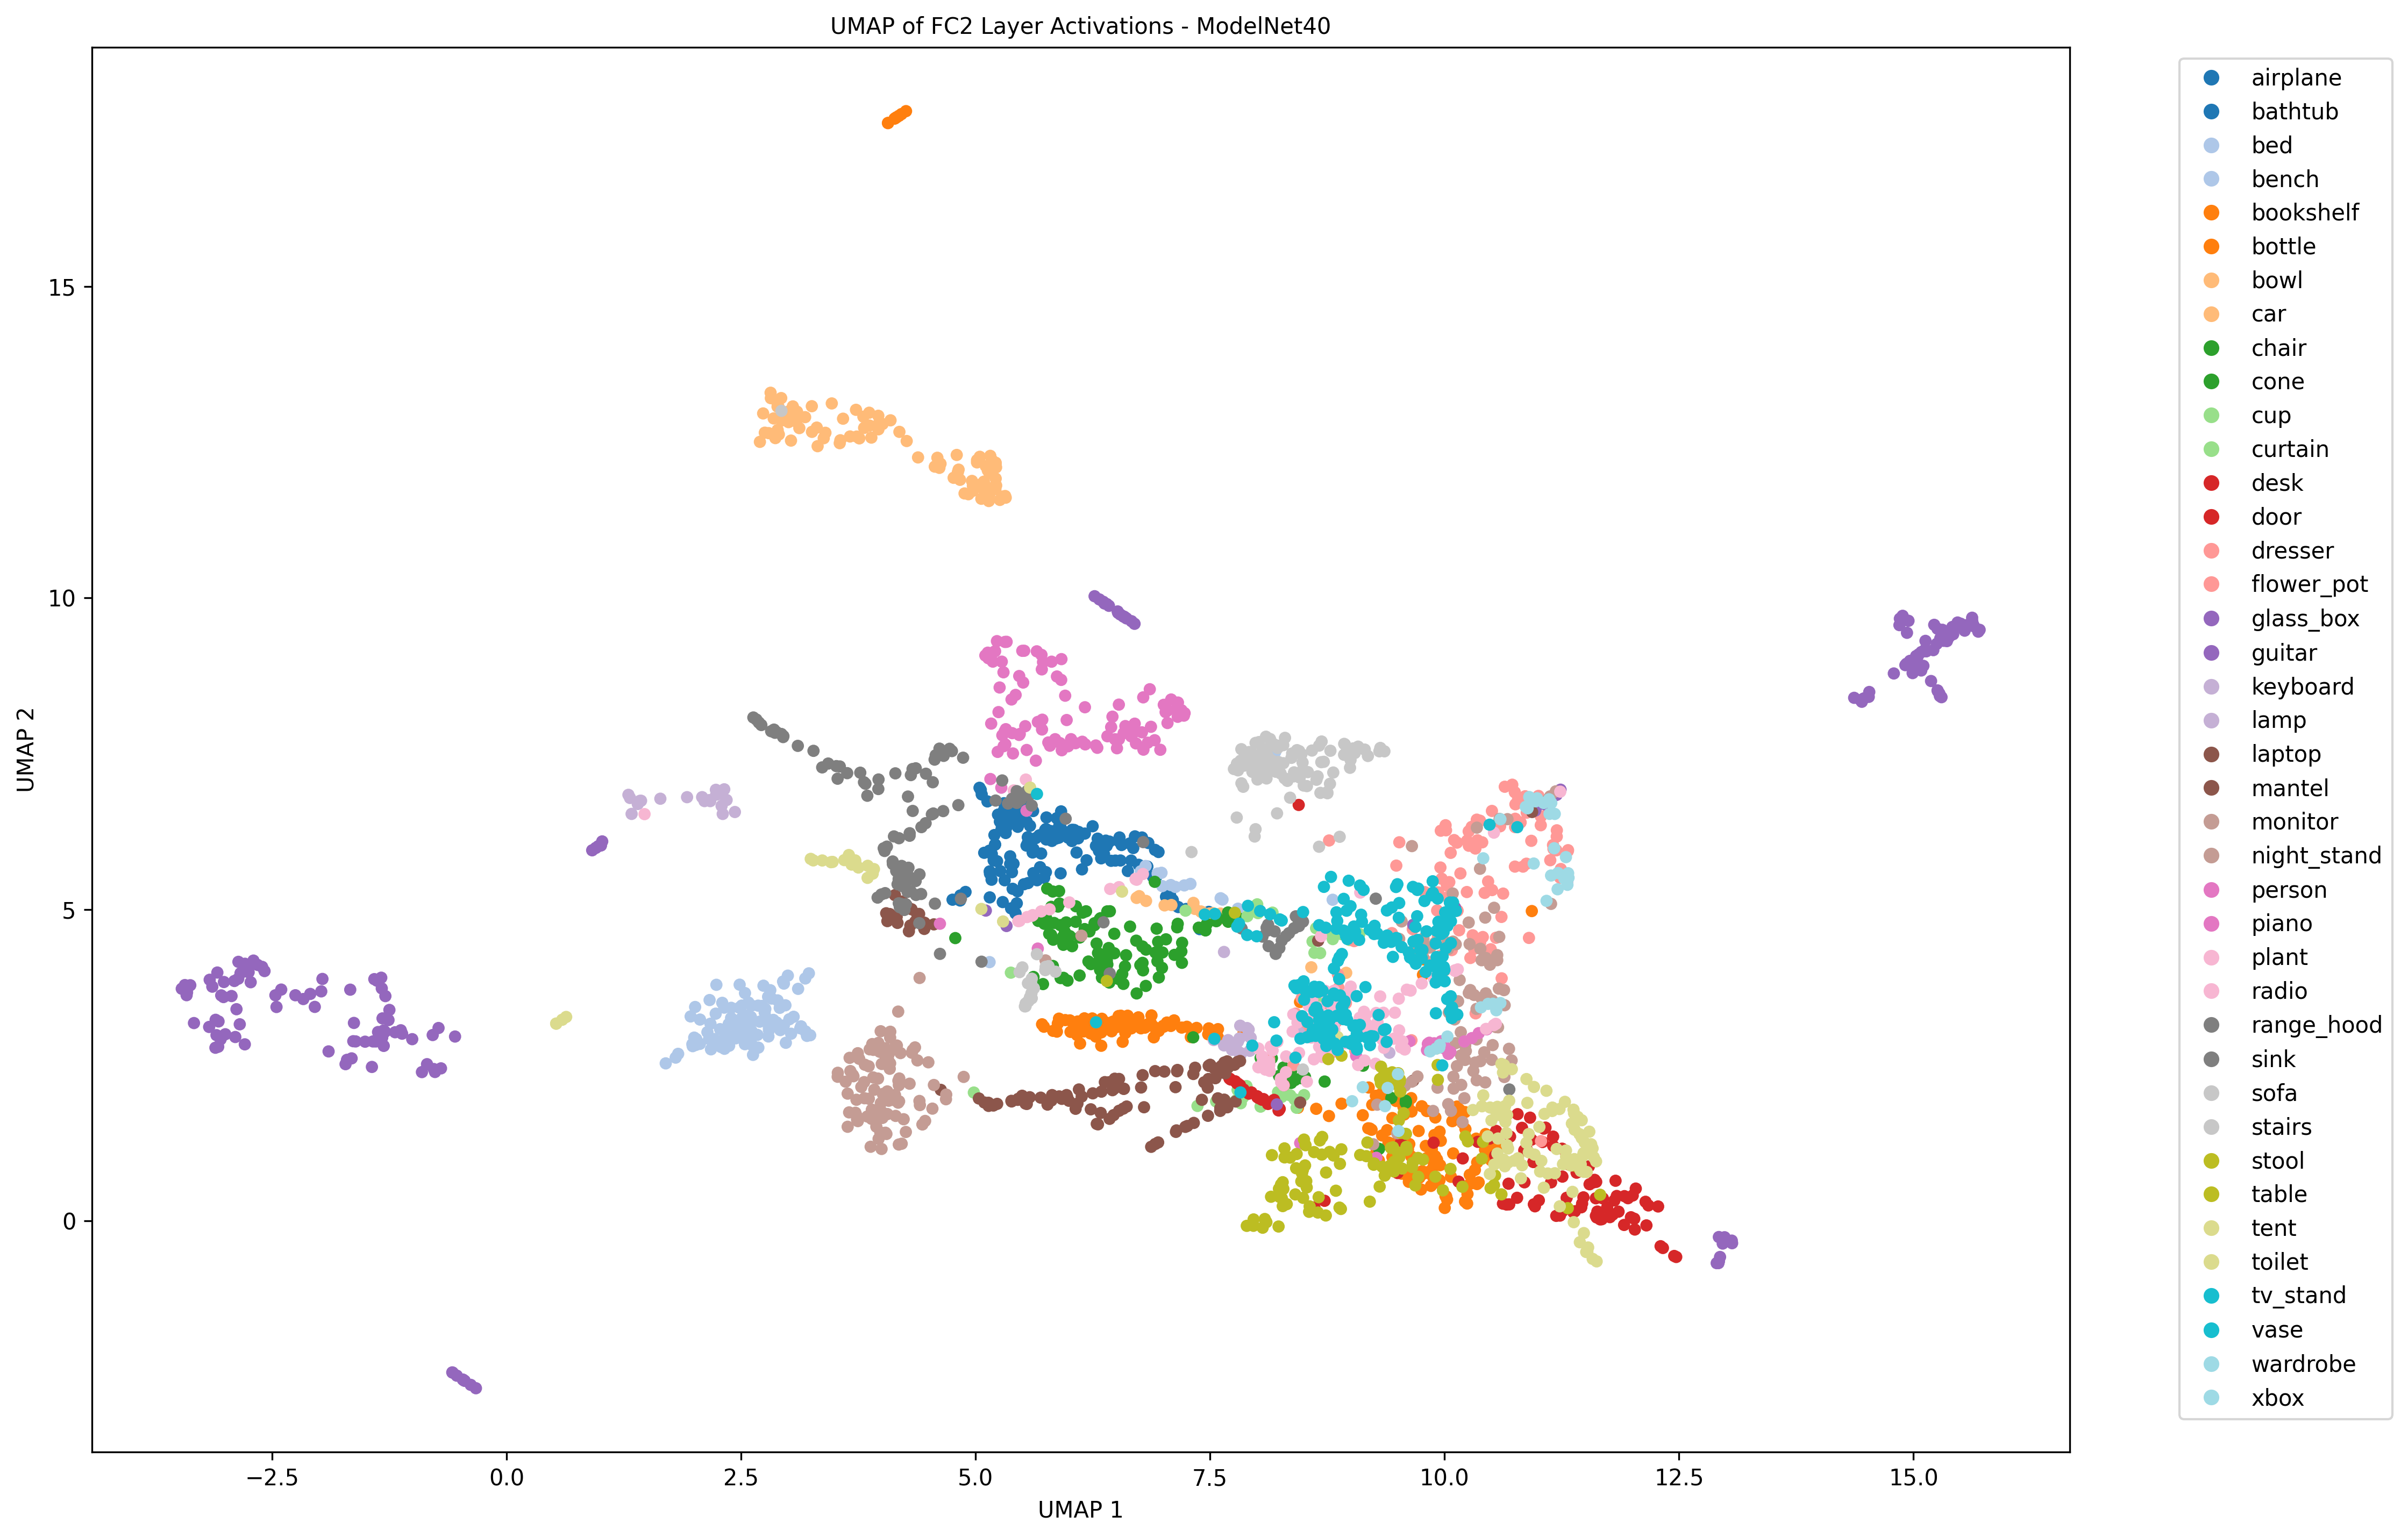 UMAP of FC2 Layer Activations - ModelNet40
UMAP 2
15
10
5
0
−2.5
0.0
2.5
5.0
7.5
10.0
12.5
15.0
UMAP 1
airplane
bathtub
bed
bench
bookshelf
bottle
bowl
car
chair
cone
cup
curtain
desk
door
dresser
flower_pot
glass_box
guitar
keyboard
lamp
laptop
mantel
monitor
night_stand
person
piano
plant
radio
range_hood
sink
sofa
stairs
stool
table
tent
toilet
tv_stand
vase
wardrobe
xbox